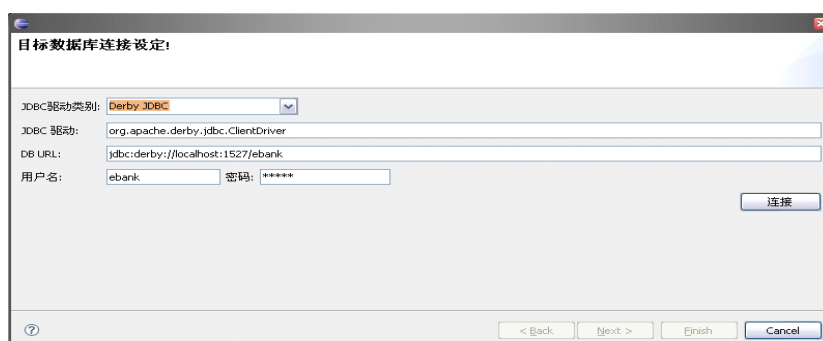 目标数据库连接设定!
JDBC驱动类别: Derby JDBC
JDBC 驱动: org.apache.derby.jdbc.ClientDriver
DB URL: jdbc:derby://localhost:1527/ebank
用户名: ebank 密码: *****
连接
< Back Next > Finish Cancel